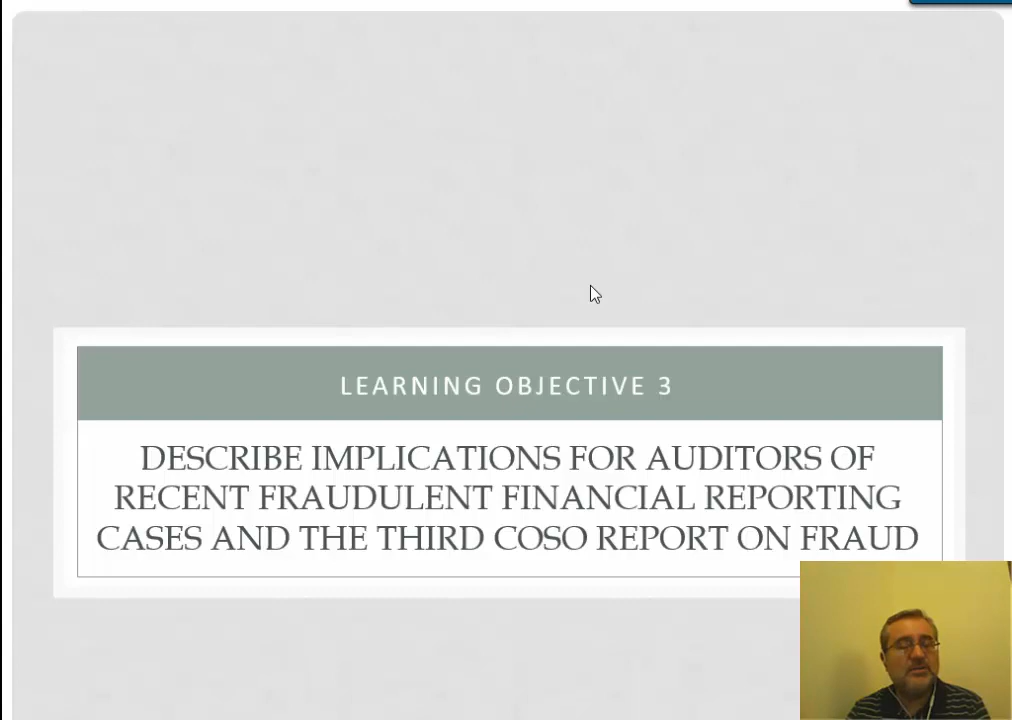 LEARNING OBJECTIVE 3
DESCRIBE IMPLICATIONS FOR AUDITORS OF
RECENT FRAUDULENT FINANCIAL REPORTING
CASES AND THE THIRD COSO REPORT ON FRAUD